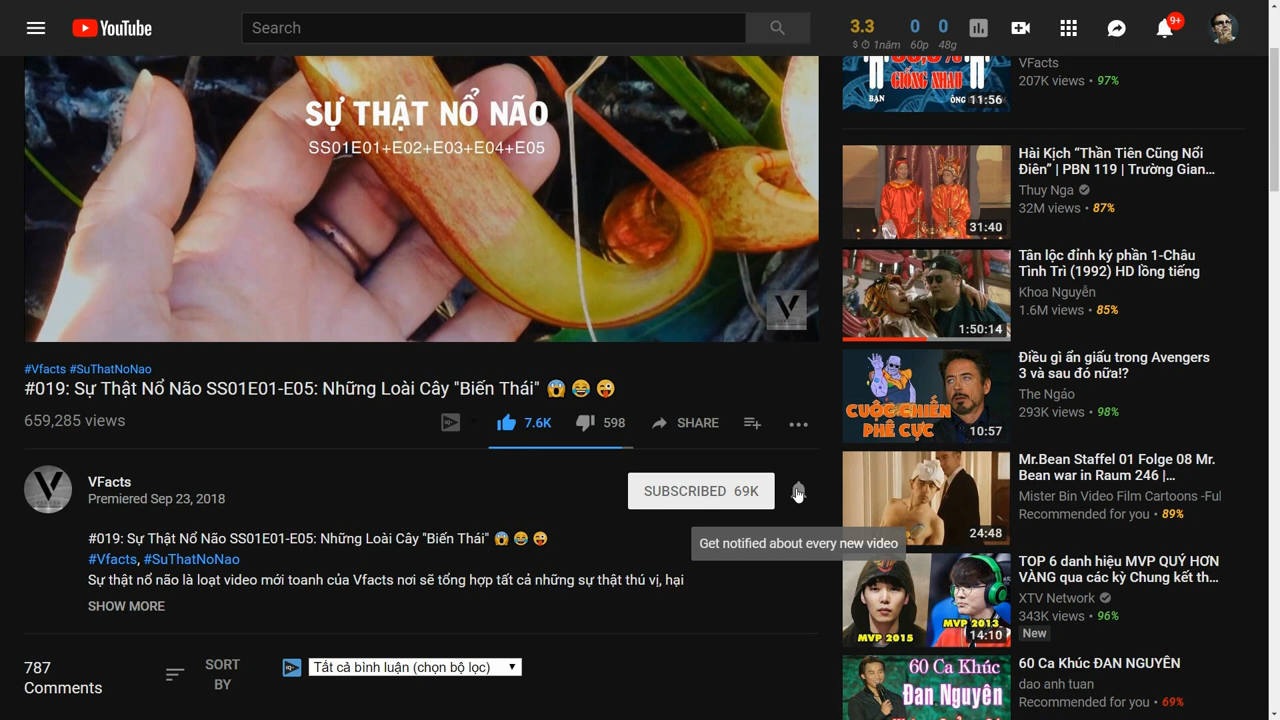 YouTube
Search
3.3
0
0
$
1năm
60p
48g
9+
SỰ THẬT NỔ NÃO
SS01E01+E02+E03+E04+E05
V
#Vfacts #SuThatNoNao
#019: Sự Thật Nổ Não SS01E01-E05: Những Loài Cây "Biến Thái" 😱 😂 😜
659,285 views
7.6K
598
SHARE
VFacts
Premiered Sep 23, 2018
SUBSCRIBED 69K
Get notified about every new video
#019: Sự Thật Nổ Não SS01E01-E05: Những Loài Cây "Biến Thái" 😱 😂 😜
#Vfacts, #SuThatNoNao
Sự thật nổ não là loạt video mới toanh của Vfacts nơi sẽ tổng hợp tất cả những sự thật thú vị, hại
SHOW MORE
787
Comments
SORT
BY
Tất cả bình luận (chọn bộ lọc)
GIỐNG NHAU
BẠN
ÔNG
11:56
VFacts
207K views • 97%
31:40
Hài Kịch “Thần Tiên Cũng Nổi
Điên” | PBN 119 | Trường Gian...
Thuy Nga
32M views • 87%
1:50:14
Tân lộc đỉnh ký phần 1-Châu
Tinh Trì (1992) HD lồng tiếng
Khoa Nguyễn
1.6M views • 85%
CUỘC CHIẾN
PHÊ CỰC
10:57
Điều gì ẩn giấu trong Avengers
3 và sau đó nữa!?
The Ngáo
293K views • 98%
24:48
Mr.Bean Staffel 01 Folge 08 Mr.
Bean war in Raum 246 |...
Mister Bin Video Film Cartoons -Ful
Recommended for you • 89%
MVP 2015
MVP 2013
14:10
TOP 6 danh hiệu MVP QUÝ HƠN
VÀNG qua các kỳ Chung kết th...
XTV Network
343K views • 96%
New
60 Ca Khúc
Đan Nguyên
60 Ca Khúc ĐAN NGUYÊN
dao anh tuan
Recommended for you • 69%